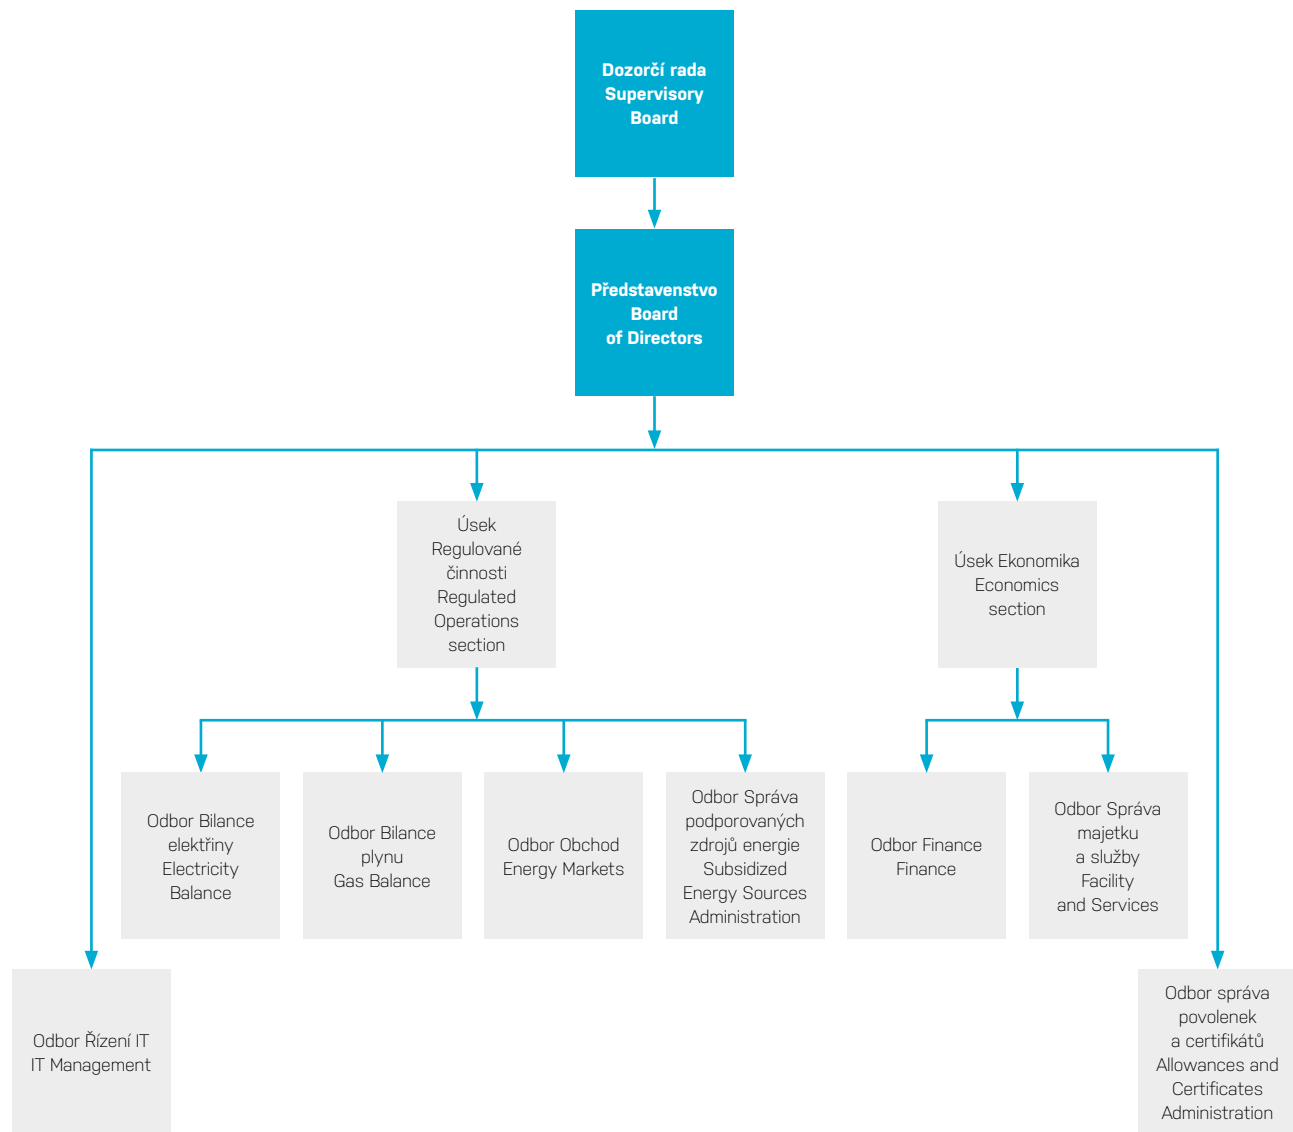 Dozorčí rada
Supervisory
Board
Představenstvo
Board
of Directors
Úsek
Regulované
činnosti
Regulated
Operations
section
Úsek Ekonomika
Economics
section
Odbor Bilance
elektřiny
Electricity
Balance
Odbor Bilance
plynu
Gas Balance
Odbor Obchod
Energy Markets
Odbor Správa
podporovaných
zdrojů energie
Subsidized
Energy Sources
Administration
Odbor Finance
Finance
Odbor Správa
majetku
a služby
Facility
and Services
Odbor Řízení IT
IT Management
Odbor správa
povolenek
a certifikátů
Allowances and
Certificates
Administration